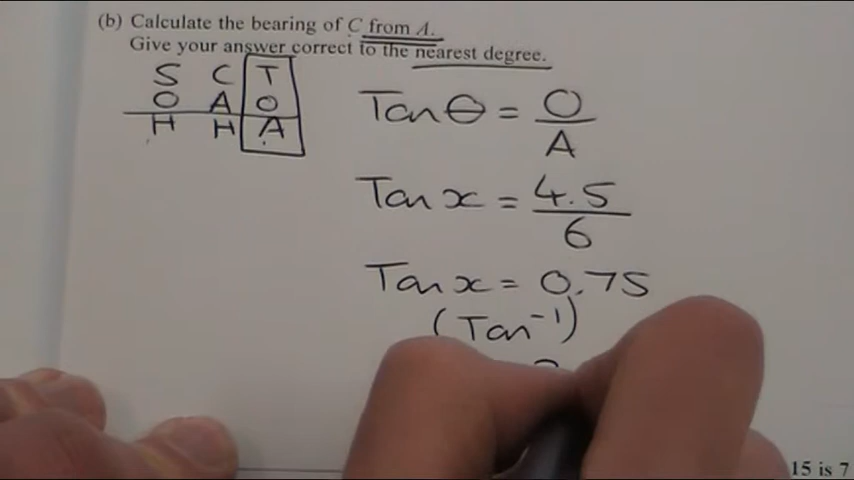 (b) Calculate the bearing of C from A.
Give your answer correct to the nearest degree.
S C T
O A O
H H A
Tan θ = O/A
Tan x = 4.5/6
Tan x = 0.75
(Tan⁻¹)
15 is 7